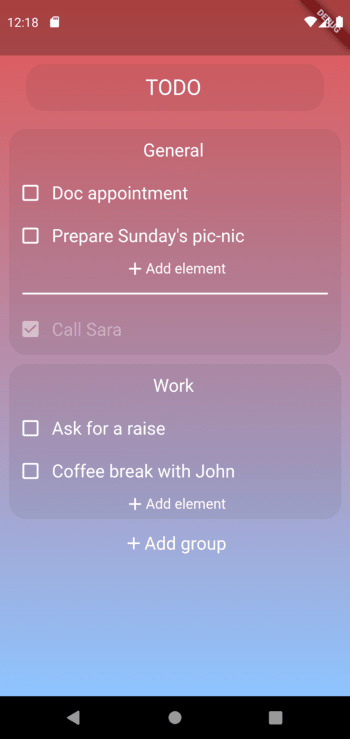 12:18
DEBUG
TODO
General
Doc appointment
Prepare Sunday's pic-nic
+ Add element
Call Sara
Work
Ask for a raise
Coffee break with John
+ Add element
+ Add group